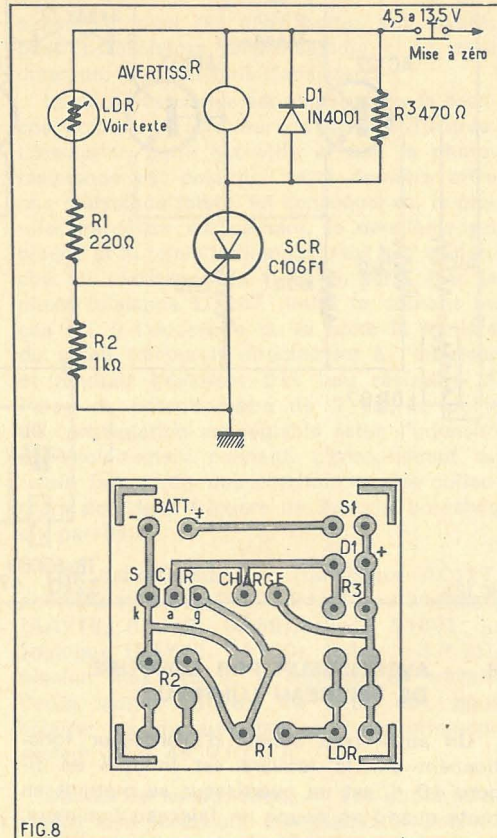 4,5 a 13,5 V
Mise à zéro
AVERTISS.R
LDR
Voir texte
D1
IN4001
R3 470 Ω
R1
220Ω
SCR
C106F1
R2
1kΩ
- BATT. +
S1
D1
+
S C R
CHARGE
R3
k a g
R2
R1
LDR
FIG.8